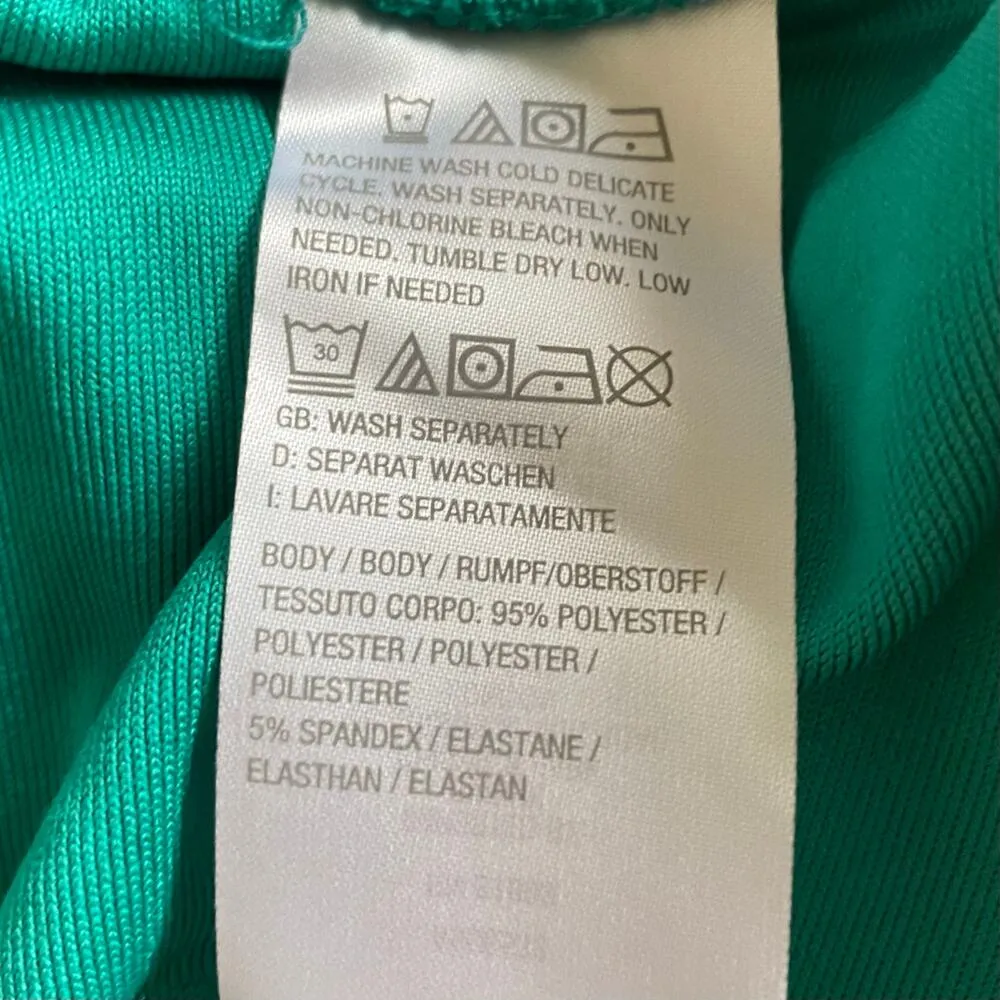 MACHINE WASH COLD DELICATE
CYCLE. WASH SEPARATELY. ONLY
NON-CHLORINE BLEACH WHEN
NEEDED. TUMBLE DRY LOW. LOW
IRON IF NEEDED
30
GB: WASH SEPARATELY
D: SEPARAT WASCHEN
I: LAVARE SEPARATAMENTE
BODY / BODY / RUMPF/OBERSTOFF /
TESSUTO CORPO: 95% POLYESTER /
POLYESTER / POLYESTER /
POLIESTERE
5% SPANDEX / ELASTANE /
ELASTHAN / ELASTAN